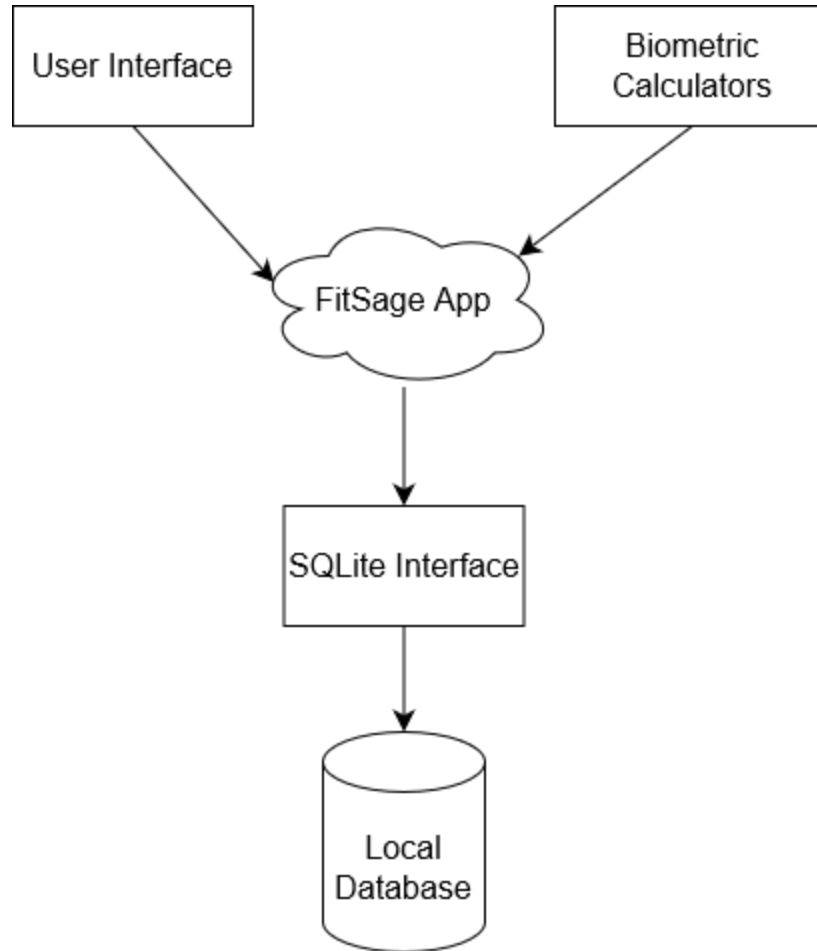 User Interface
Biometric
Calculators
FitSage App
SQLite Interface
Local
Database